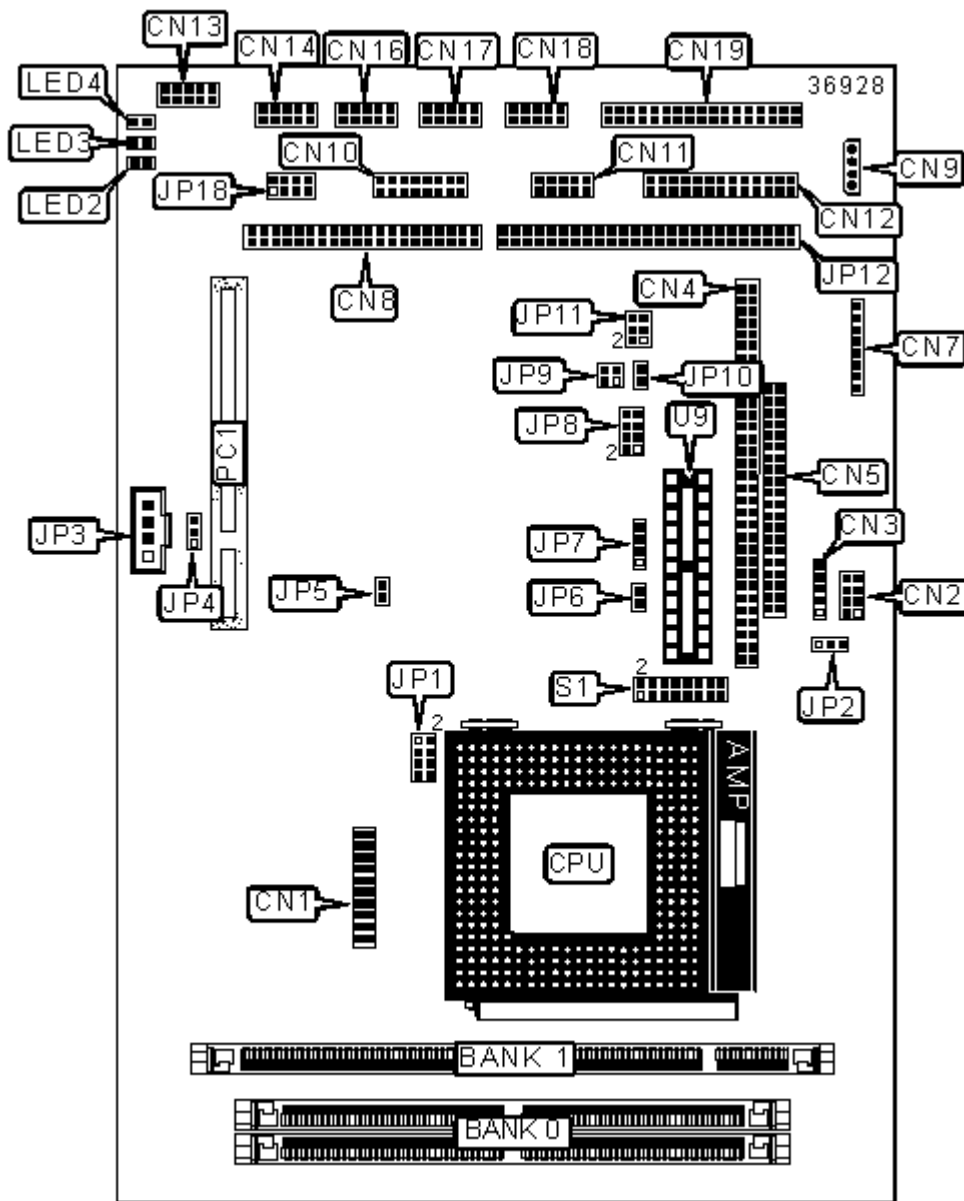 CN13
CN14
CN16
CN17
CN18
CN19
LED4
36928
LED3
CN10
CN11
CN9
LED2
JP18
CN12
JP12
CN8
CN4
JP11
2
CN7
JP9
JP10
U9
JP8
2
PC1
CN5
CN3
JP3
JP7
JP4
JP5
JP6
CN2
2
JP1
S1
JP2
2
AMP
CPU
CN1
BANK 1
BANK 0